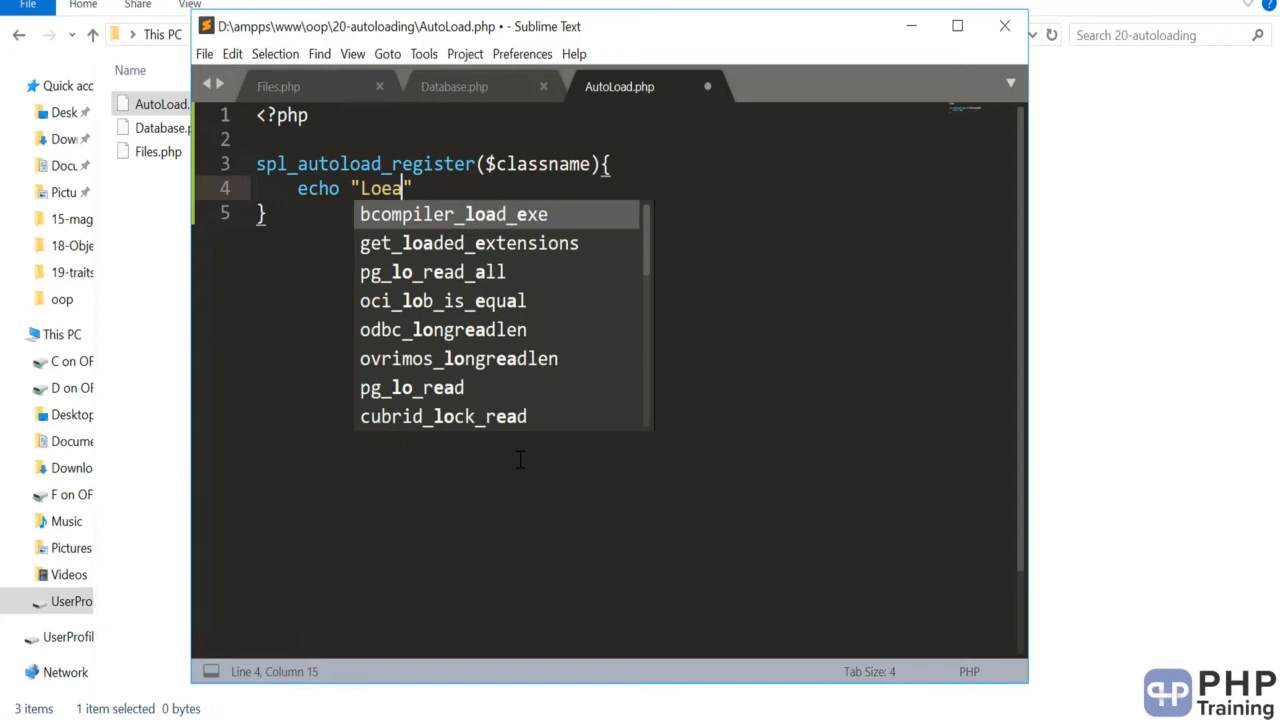 File
Home
Share
View
D:\ampps\www\oop\20-autoloading\AutoLoad.php • - Sublime Text
This PC
Search 20-autoloading
File Edit Selection Find View Goto Tools Project Preferences Help
Name
Quick acc
Files.php
Database.php
AutoLoad.php
AutoLoad.
Desk
Database.p
Dow
Files.php
Docu
Pictu
15-mag
18-Obje
19-traits
oop
This PC
C on OF
D on OF
Desktop
Docume
Downlo
F on OF
Music
Pictures
Videos
UserPro
UserProfil
Network
1 <?php
2
3 spl_autoload_register($classname){
4 echo "Loea"
5 }
bcompiler_load_exe
get_loaded_extensions
pg_lo_read_all
oci_lob_is_equal
odbc_longreadlen
ovrimos_longreadlen
pg_lo_read
cubrid_lock_read
Line 4, Column 15
Tab Size: 4
PHP
3 items
1 item selected 0 bytes
PHP
Training